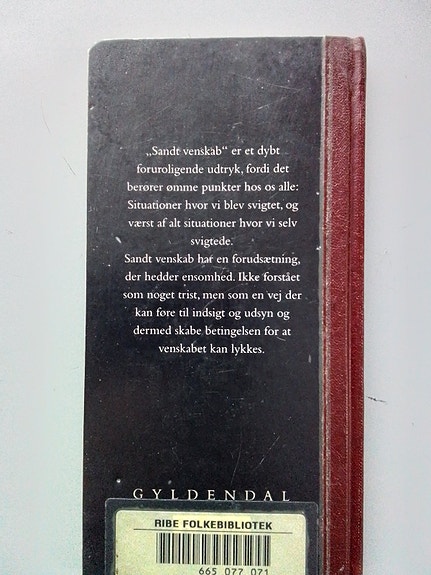 „Sandt venskab“ er et dybt
foruroligende udtryk, fordi det
berører ømme punkter hos os alle:
Situationer hvor vi blev svigtet, og
værst af alt situationer hvor vi selv
svigtede.
Sandt venskab har en forudsætning,
der hedder ensomhed. Ikke forstået
som noget trist, men som en vej der
kan føre til indsigt og udsyn og
dermed skabe betingelsen for at
venskabet kan lykkes.
GYLDENDAL
RIBE FOLKEBIBLIOTEK
665 077 071